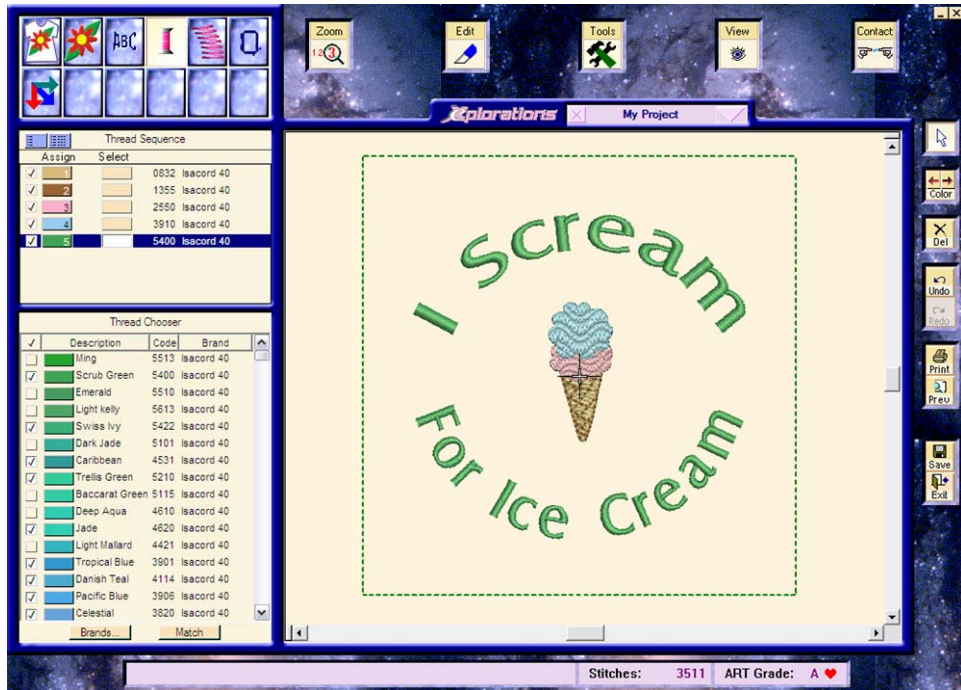 ABC
Zoom
123
Edit
Tools
View
Contact
Xplorations
My Project
Thread Sequence
Assign Select
1 0832 Isacord 40
2 1355 Isacord 40
3 2550 Isacord 40
4 3910 Isacord 40
5 5400 Isacord 40
Thread Chooser
Description Code Brand
Ming 5513 Isacord 40
Scrub Green 5400 Isacord 40
Emerald 5510 Isacord 40
Light kelly 5613 Isacord 40
Swiss Ivy 5422 Isacord 40
Dark Jade 5101 Isacord 40
Caribbean 4531 Isacord 40
Trellis Green 5210 Isacord 40
Baccarat Green 5115 Isacord 40
Deep Aqua 4610 Isacord 40
Jade 4620 Isacord 40
Light Mallard 4421 Isacord 40
Tropical Blue 3901 Isacord 40
Danish Teal 4114 Isacord 40
Pacific Blue 3906 Isacord 40
Celestial 3820 Isacord 40
Brands... Match
I Scream
For Ice Cream
Color
Del
Undo
Redo
Print
Prev
Save
Exit
Stitches: 3511 ART Grade: A